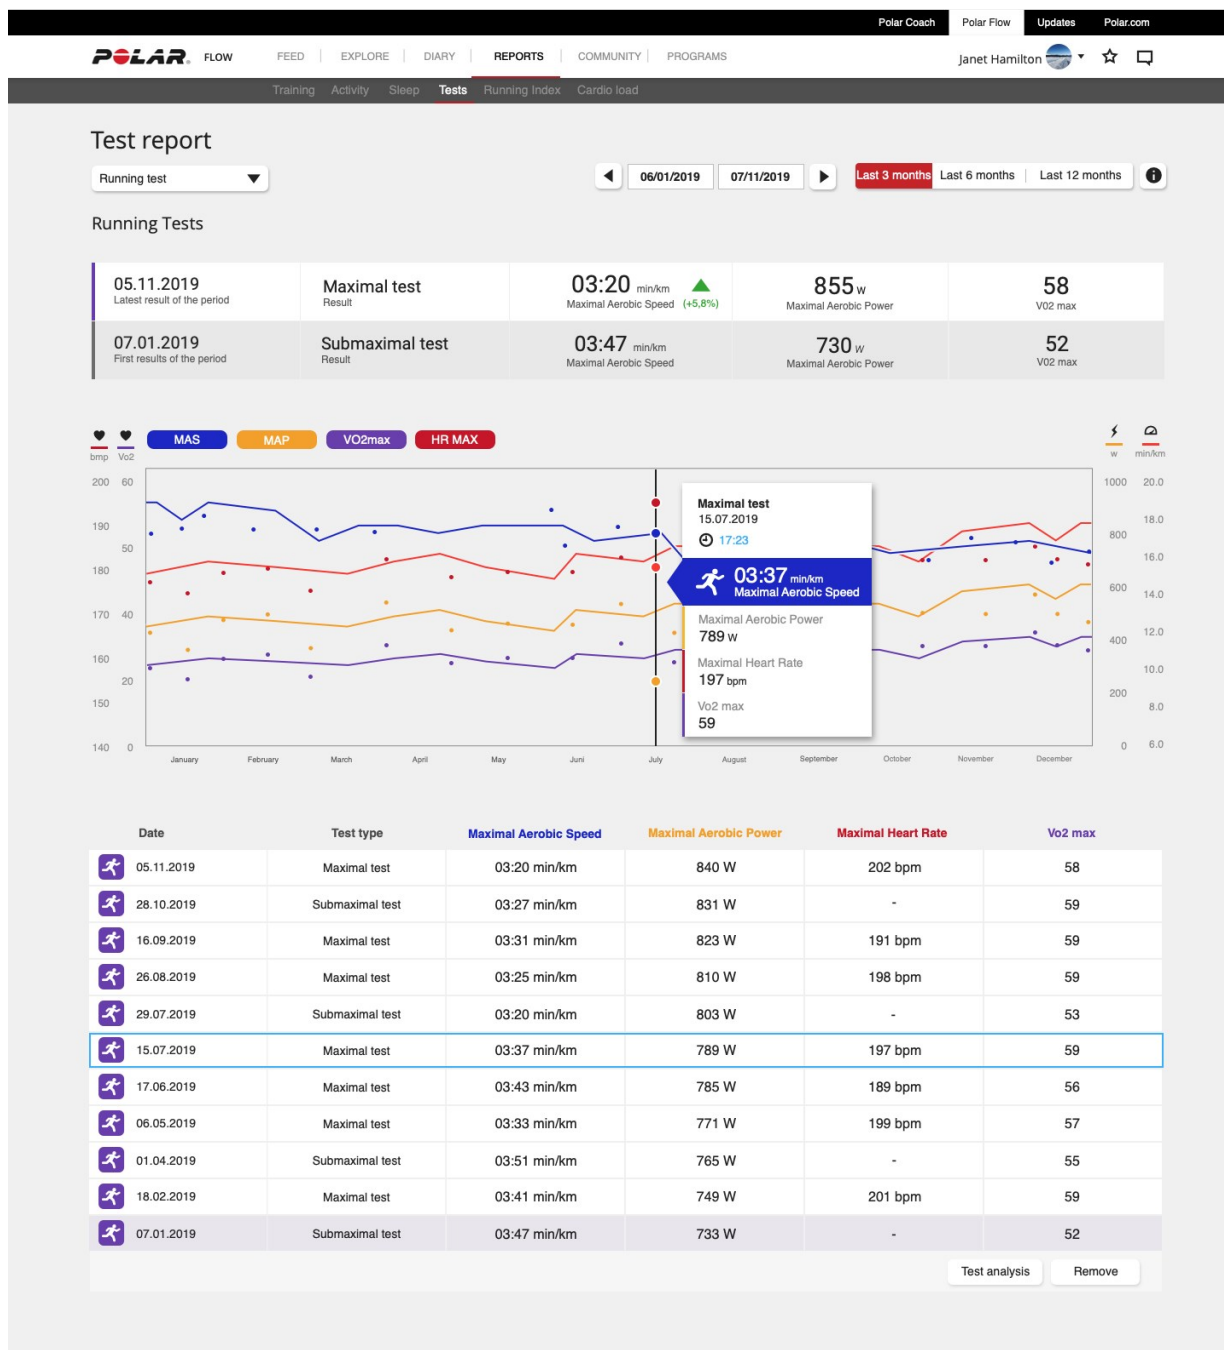 Polar Coach Polar Flow Updates Polar.com
POLAR. FLOW FEED EXPLORE DIARY REPORTS COMMUNITY PROGRAMS Janet Hamilton
Training Activity Sleep Tests Running Index Cardio load
Test report
Running test 06/01/2019 07/11/2019 Last 3 months Last 6 months Last 12 months
Running Tests
05.11.2019 Maximal test 03:20 min/km 855 w 58
Latest result of the period Result Maximal Aerobic Speed (+5,8%) Maximal Aerobic Power V02 max
07.01.2019 Submaximal test 03:47 min/km 730 w 52
First results of the period Result Maximal Aerobic Speed Maximal Aerobic Power V02 max
MAS MAP VO2max HR MAX
bmp Vo2 w min/km
200 60 1000 20.0
190 18.0
50 800
180 16.0
600 14.0
170 40
400 12.0
160 10.0
20 200
150 8.0
140 0 0 6.0
Maximal test
15.07.2019
17:23
03:37 min/km
Maximal Aerobic Speed
Maximal Aerobic Power
789 w
Maximal Heart Rate
197 bpm
Vo2 max
59
January February March April May Juni July August September October November December
Date Test type Maximal Aerobic Speed Maximal Aerobic Power Maximal Heart Rate Vo2 max
05.11.2019 Maximal test 03:20 min/km 840 W 202 bpm 58
28.10.2019 Submaximal test 03:27 min/km 831 W - 59
16.09.2019 Maximal test 03:31 min/km 823 W 191 bpm 59
26.08.2019 Maximal test 03:25 min/km 810 W 198 bpm 59
29.07.2019 Submaximal test 03:20 min/km 803 W - 53
15.07.2019 Maximal test 03:37 min/km 789 W 197 bpm 59
17.06.2019 Maximal test 03:43 min/km 785 W 189 bpm 56
06.05.2019 Maximal test 03:33 min/km 771 W 199 bpm 57
01.04.2019 Submaximal test 03:51 min/km 765 W - 55
18.02.2019 Maximal test 03:41 min/km 749 W 201 bpm 59
07.01.2019 Submaximal test 03:47 min/km 733 W - 52
Test analysis Remove